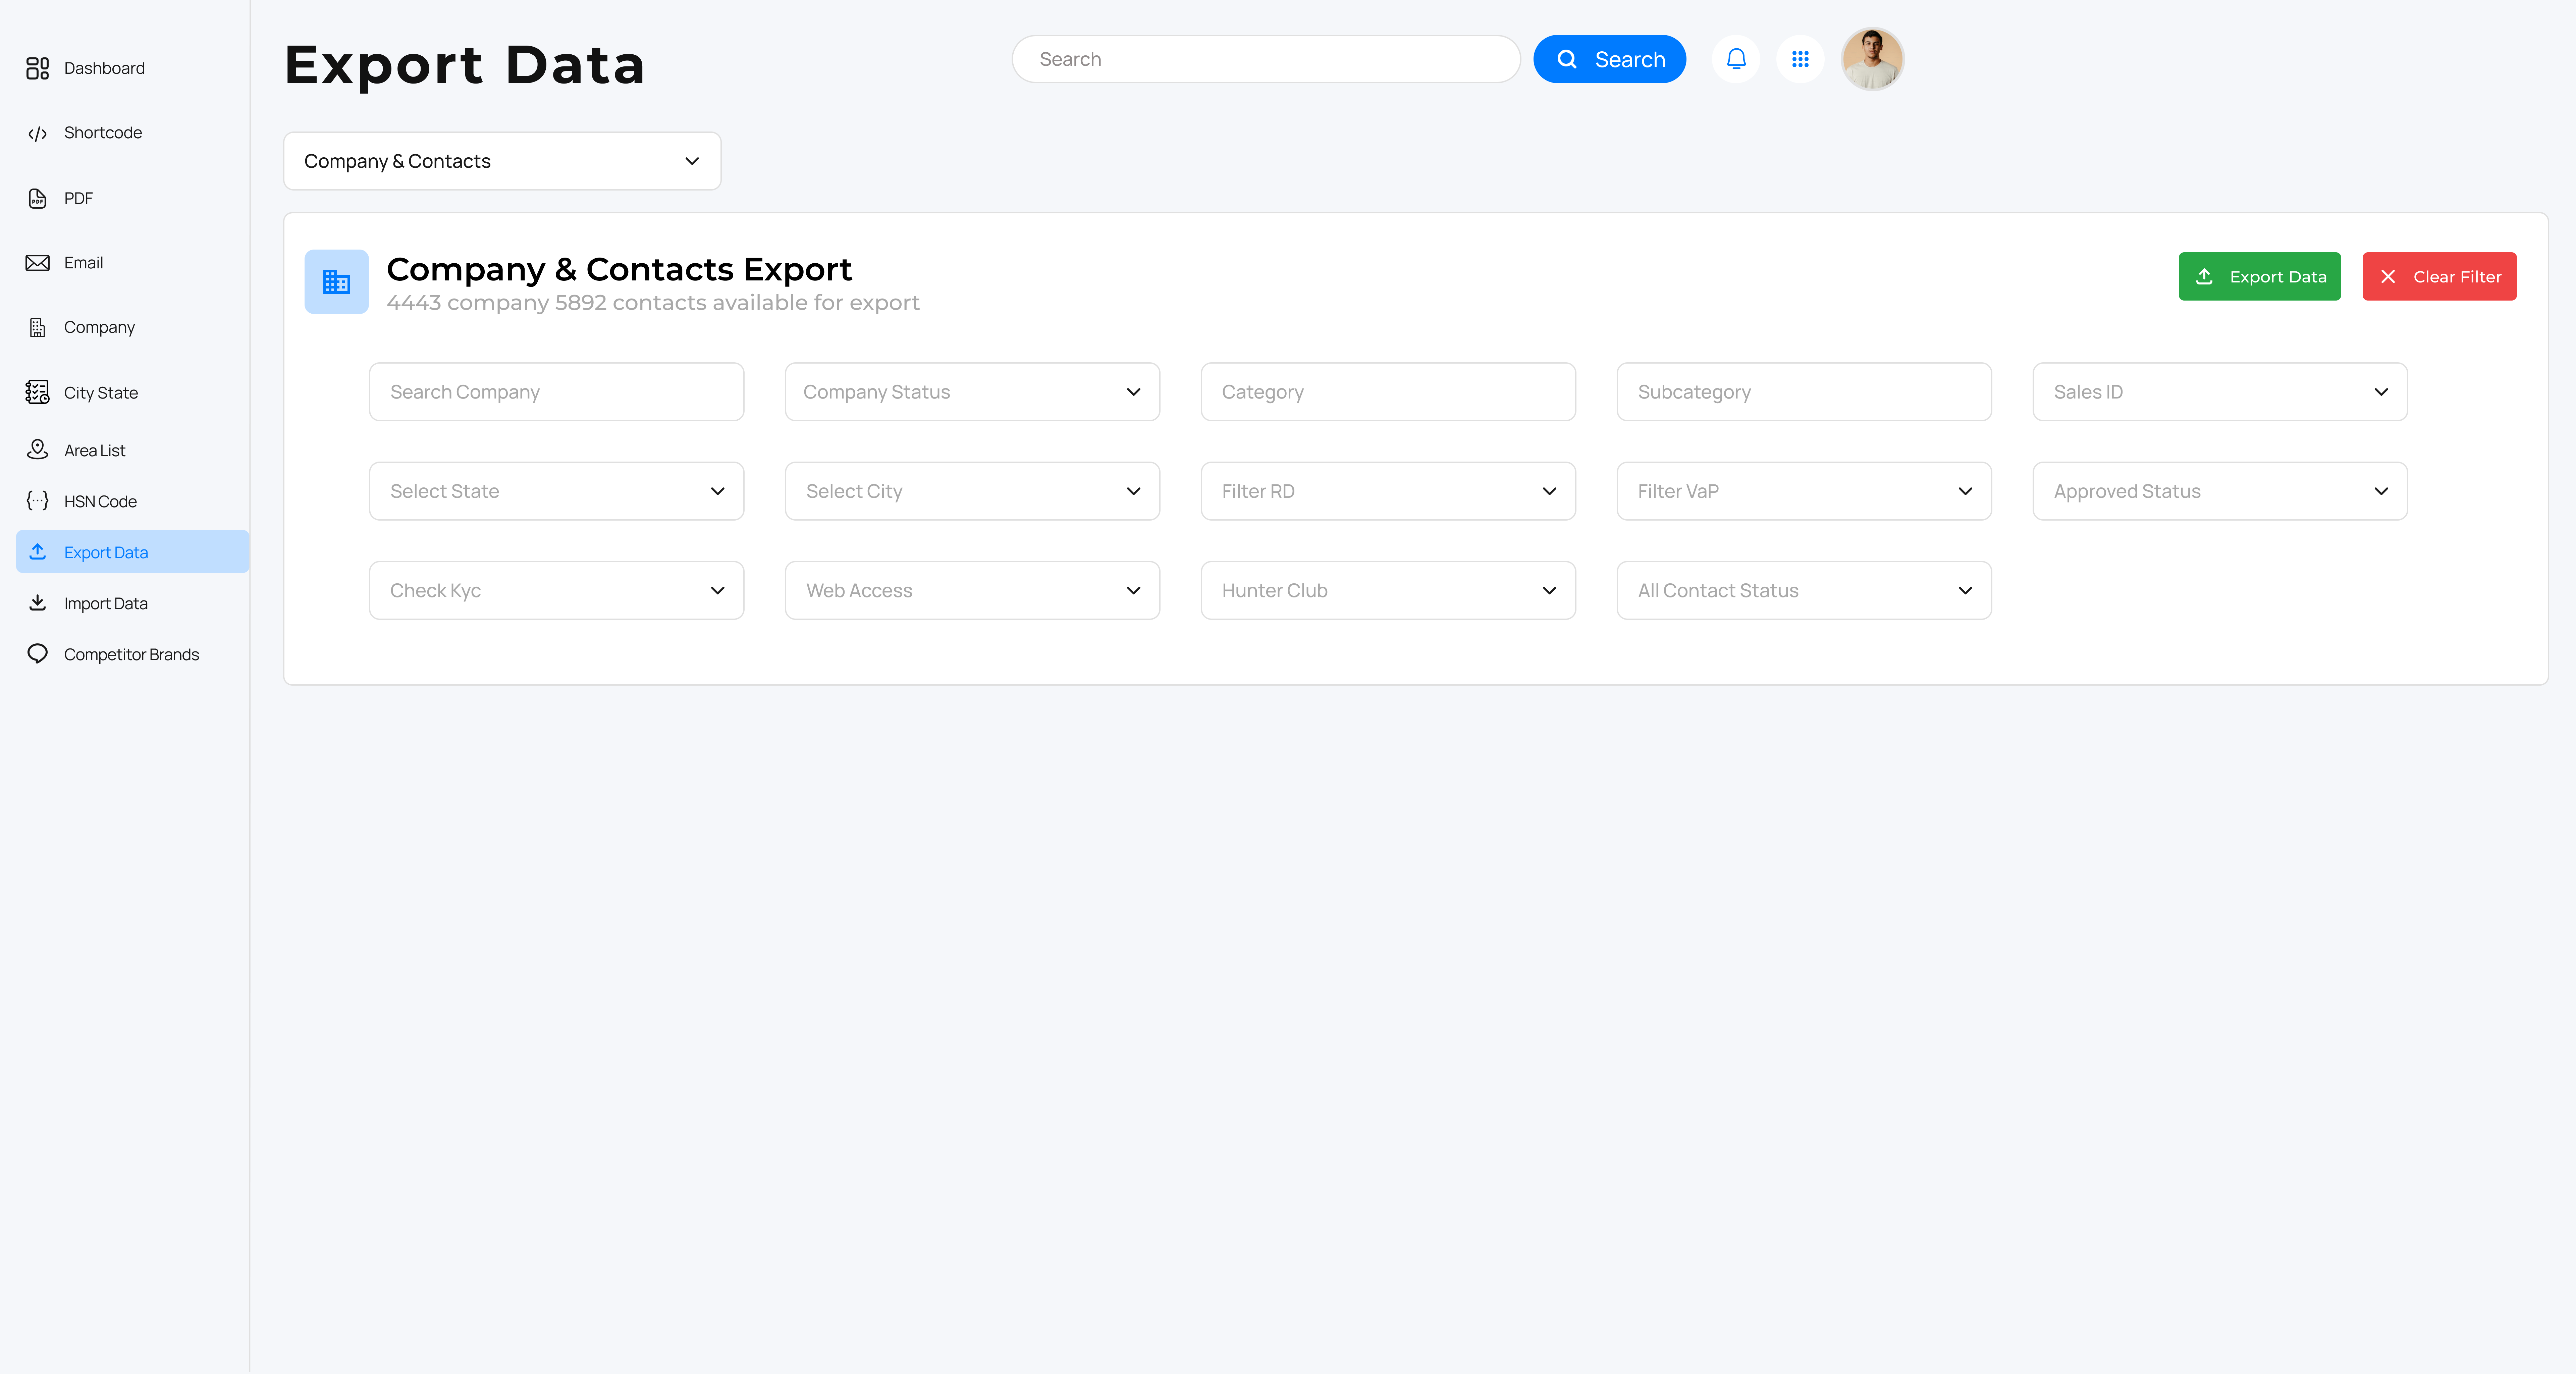 Dashboard
Shortcode
PDF
Email
Company
City State
Area List
HSN Code
Export Data
Import Data
Competitor Brands
Export Data
Search
Search
Company & Contacts
Company & Contacts Export
4443 company 5892 contacts available for export
Export Data
Clear Filter
Search Company
Company Status
Category
Subcategory
Sales ID
Select State
Select City
Filter RD
Filter VaP
Approved Status
Check Kyc
Web Access
Hunter Club
All Contact Status